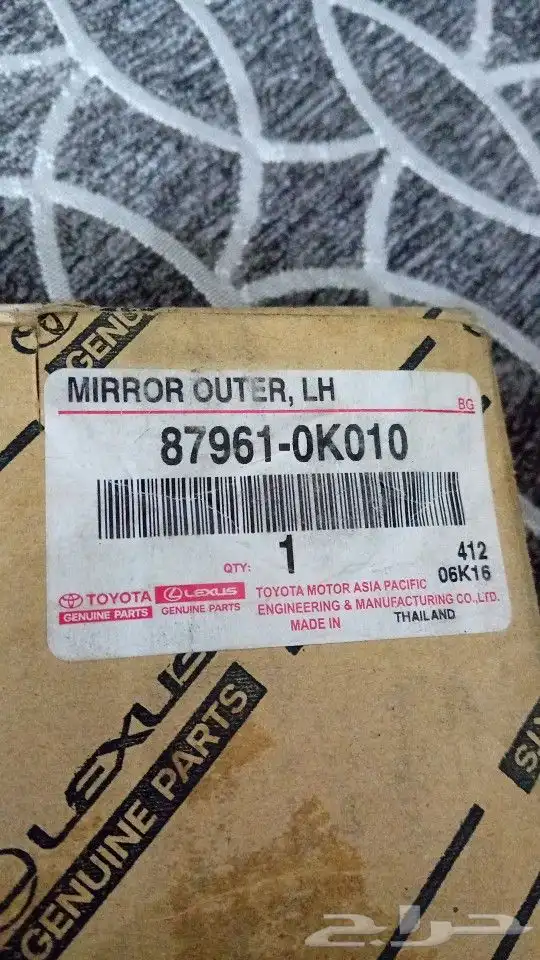 GENU
MIRROR OUTER, LH
BG
87961-0K010
QTY: 1
412
06K16
TOYOTA
GENUINE PARTS
LEXUS
GENUINE PARTS
TOYOTA MOTOR ASIA PACIFIC
ENGINEERING & MANUFACTURING CO.,LTD.
MADE IN THAILAND
LEXUS
GENUINE PARTS
حراج